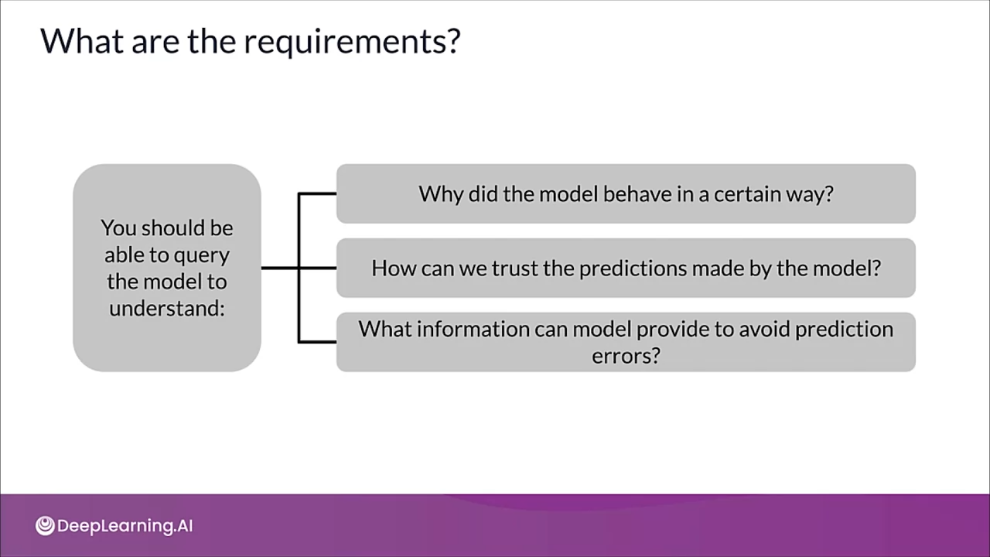 What are the requirements?
You should be
able to query
the model to
understand:
Why did the model behave in a certain way?
How can we trust the predictions made by the model?
What information can model provide to avoid prediction
errors?
DeepLearning.AI